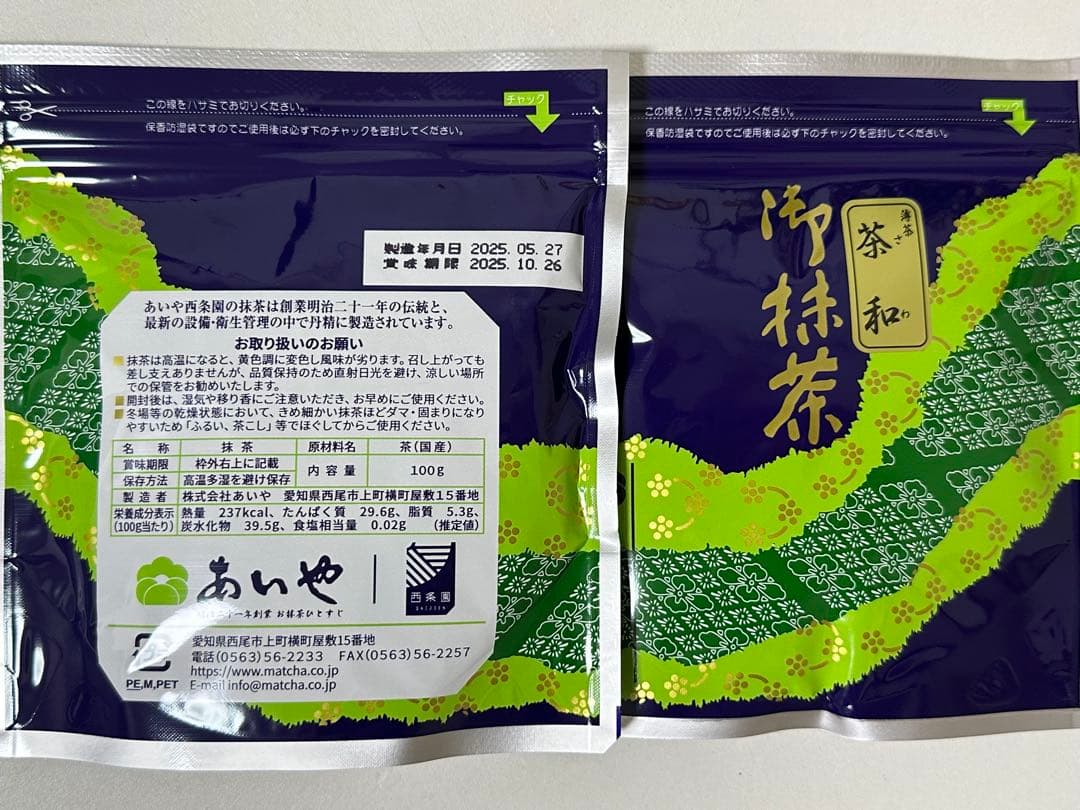 この線をハサミでお切りください。
チャック
保香防湿袋ですのでご使用後は必ず下のチャックを密封してください。
製造年月日 2025.05.27
賞味期限 2025.10.26
あいや西条園の抹茶は創業明治二十一年の伝統と、
最新の設備・衛生管理の中で丹精に製造されています。
お取り扱いのお願い
抹茶は高温になると、黄色調に変色し風味が劣ります。召し上がっても
差し支えありませんが、品質保持のため直射日光を避け、涼しい場所
での保管をお勧めいたします。
開封後は、湿気や移り香にご注意いただき、お早めにご使用ください。
冬場等の乾燥状態において、きめ細かい抹茶ほどダマ・固まりになり
やすいため「ふるい、茶こし」等でほぐしてからご使用ください。
名称 抹茶 原材料名 茶(国産)
賞味期限 枠外右上に記載 内容量 100g
保存方法 高温多湿を避け保存
製造者 株式会社あいや 愛知県西尾市上町横町屋敷15番地
栄養成分表示 熱量 237kcal、たんぱく質 29.6g、脂質 5.3g、
(100g当たり) 炭水化物 39.5g、食塩相当量 0.02g (推定値)
あいや
二十一年創業 お抹茶ひとすじ
西条園
SAIJOEN
愛知県西尾市上町横町屋敷15番地
電話(0563)56-2233 FAX(0563)56-2257
https://www.matcha.co.jp
E-mail info@matcha.co.jp
PE,M,PET
この線をハサミでお切りください。
チャック
保香防湿袋ですのでご使用後は必ず下のチャックを密封してください。
御抹茶
薄茶
茶和
さわ